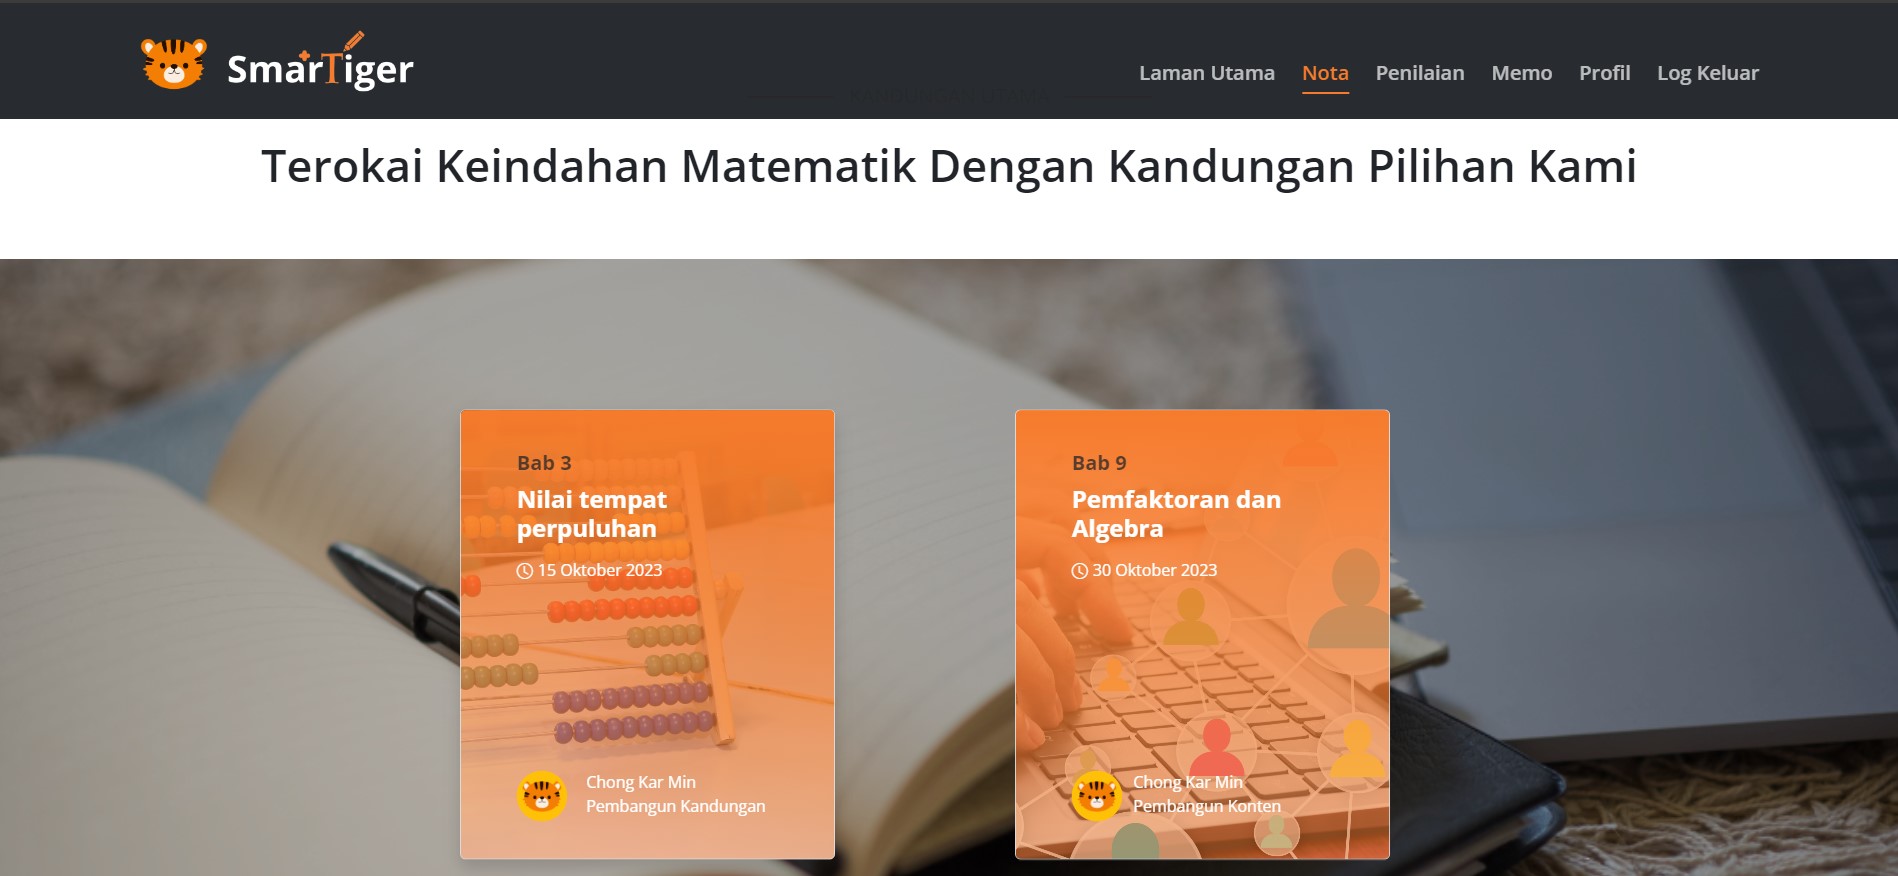 SmarTiger
Laman Utama Nota Penilaian Memo Profil Log Keluar
KANDUNGAN UTAMA
Terokai Keindahan Matematik Dengan Kandungan Pilihan Kami
Bab 3
Nilai tempat
perpuluhan
15 Oktober 2023
Chong Kar Min
Pembangun Kandungan
Bab 9
Pemfaktoran dan
Algebra
30 Oktober 2023
Chong Kar Min
Pembangun Konten